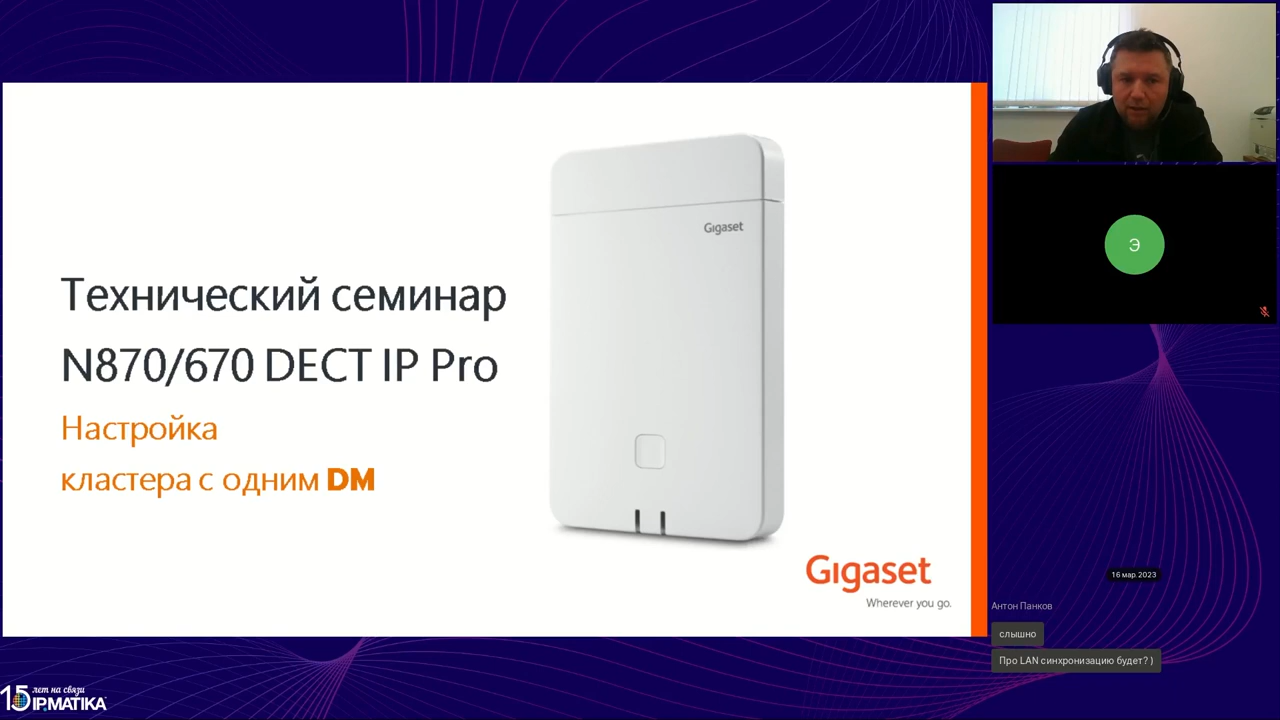 Gigaset
Технический семинар
N870/670 DECT IP Pro
Настройка
кластера с одним DM
Gigaset
Wherever you go.
Э
16 мар. 2023
Антон Панков
слышно
Про LAN синхронизацию будет? )
15 лет на связи
IPMATIKA